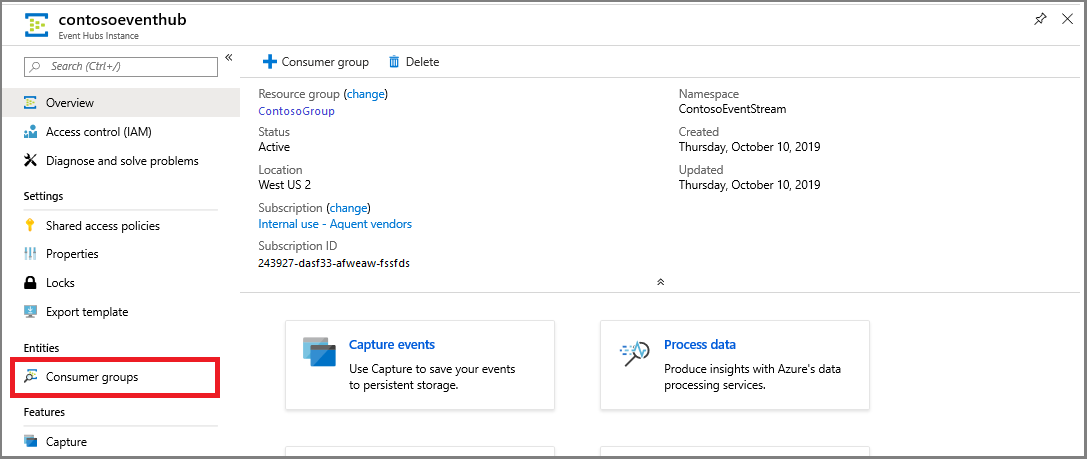 contosoeventhub
Event Hubs Instance
Search (Ctrl+/)
«
Overview
Access control (IAM)
Diagnose and solve problems
Settings
Shared access policies
Properties
Locks
Export template
Entities
Consumer groups
Features
Capture
Consumer group
Delete
Resource group (change)
ContosoGroup
Status
Active
Location
West US 2
Subscription (change)
Internal use - Aquent vendors
Subscription ID
243927-dasf33-afweaw-fssfds
Namespace
ContosoEventStream
Created
Thursday, October 10, 2019
Updated
Thursday, October 10, 2019
Capture events
Use Capture to save your events
to persistent storage.
Process data
Produce insights with Azure's data
processing services.